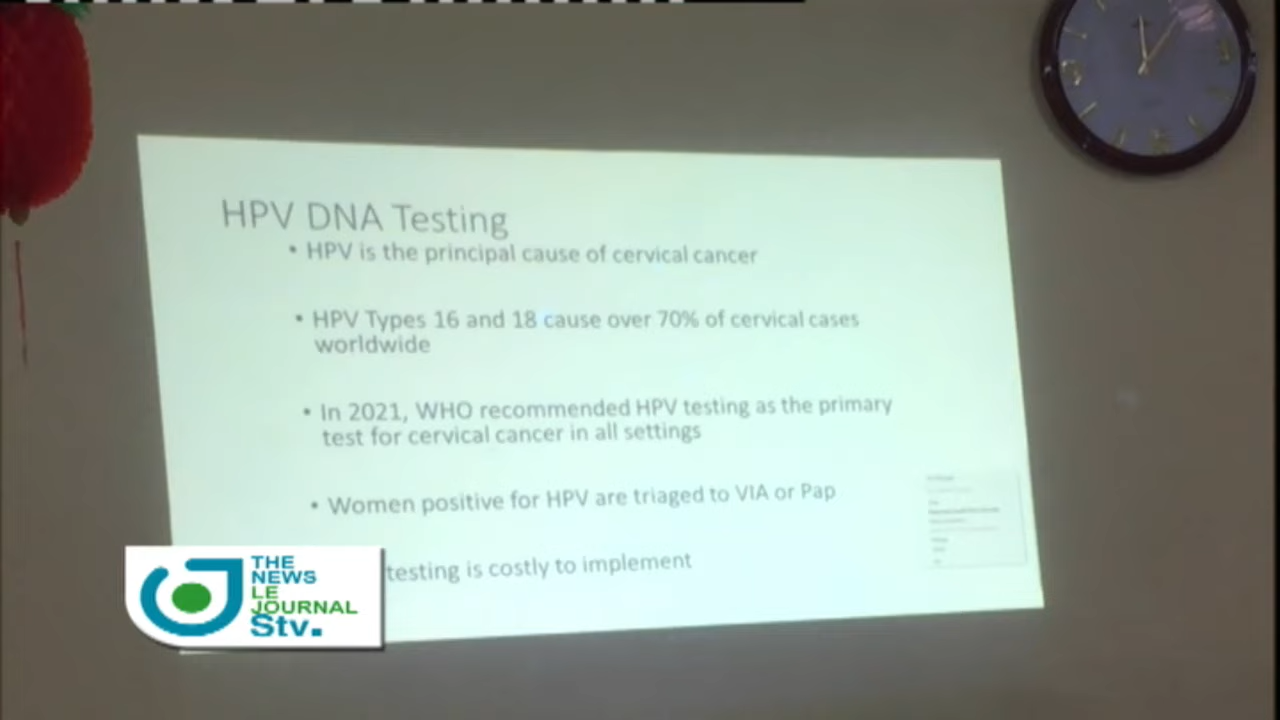 HPV DNA Testing
• HPV is the principal cause of cervical cancer
• HPV Types 16 and 18 cause over 70% of cervical cases
worldwide
• In 2021, WHO recommended HPV testing as the primary
test for cervical cancer in all settings
• Women positive for HPV are triaged to VIA or Pap
testing is costly to implement
THE
NEWS
LE
JOURNAL
Stv.